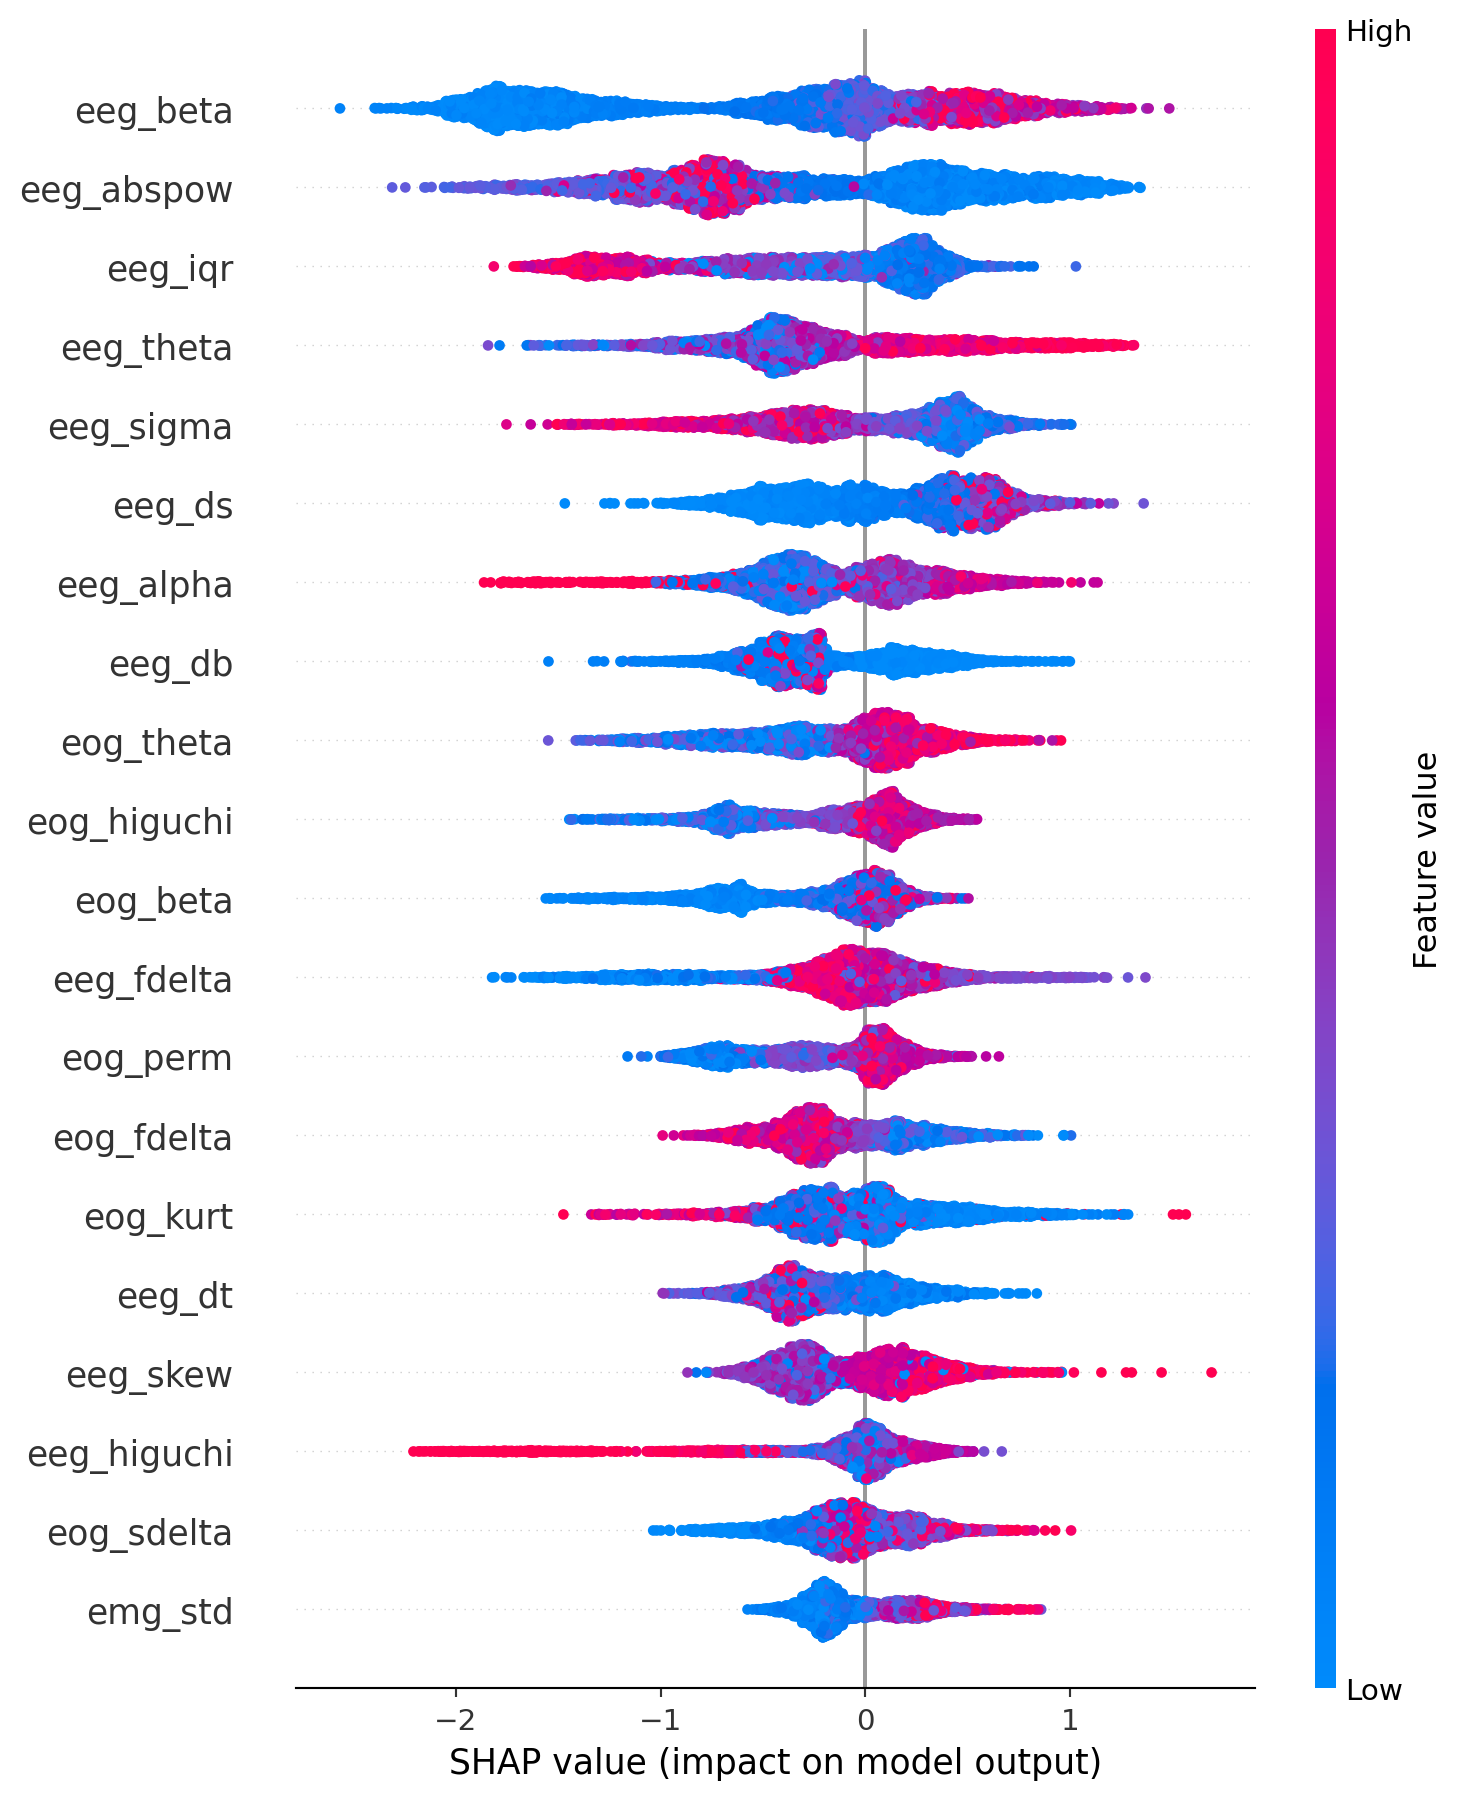 High
eeg_beta
eeg_abspow
eeg_iqr
eeg_theta
eeg_sigma
eeg_ds
eeg_alpha
eeg_db
eog_theta
eog_higuchi
eog_beta
eeg_fdelta
eog_perm
eog_fdelta
eog_kurt
eeg_dt
eeg_skew
eeg_higuchi
eog_sdelta
emg_std
Feature value
Low
−2 −1 0 1
SHAP value (impact on model output)